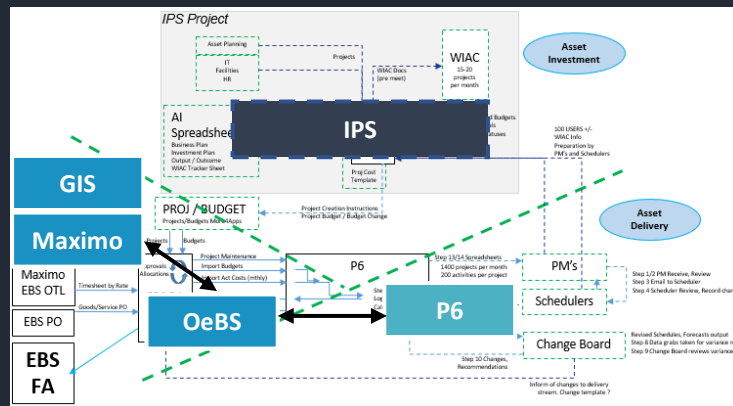 IPS Project
Asset Planning
IT
Facilities
HR
Projects
WIAC Docs
(pre meet)
WIAC
15-20
projects
per month
Asset
Investment
AI
Spreadsheet
Business Plan
Investment Plan
Output / Outcome
WIAC Tracker Sheet
IPS
Budgets
Proj Cost
Template
100 USERS +/-
WIAC Info
Preparation by
PM's and Schedulers
GIS
Maximo
PROJ / BUDGET
Projects/Budgets More4Apps
Project Creation Instructions
Project Budget / Budget Change
Asset
Delivery
Projects
Budgets
Project Maintenance
Import Budgets
Import Act Costs (mthly)
P6
Step 13/14 Spreadsheets
1400 projects per month
200 activities per project
PM's
Schedulers
Step 1/2 PM Receive, Review
Step 3 Email to Scheduler
Step 4 Scheduler Review, Record chan
Maximo
EBS OTL
Timesheet by Rate
EBS PO
Goods/Service PO
EBS
FA
OeBS
P6
Change Board
Revised Schedules, Forecasts output
Step 8 Data grabs taken for variance r
Step 9 Change Board reviews variance
Step 10 Changes,
Recommendations
Inform of changes to delivery
stream. Change template ?